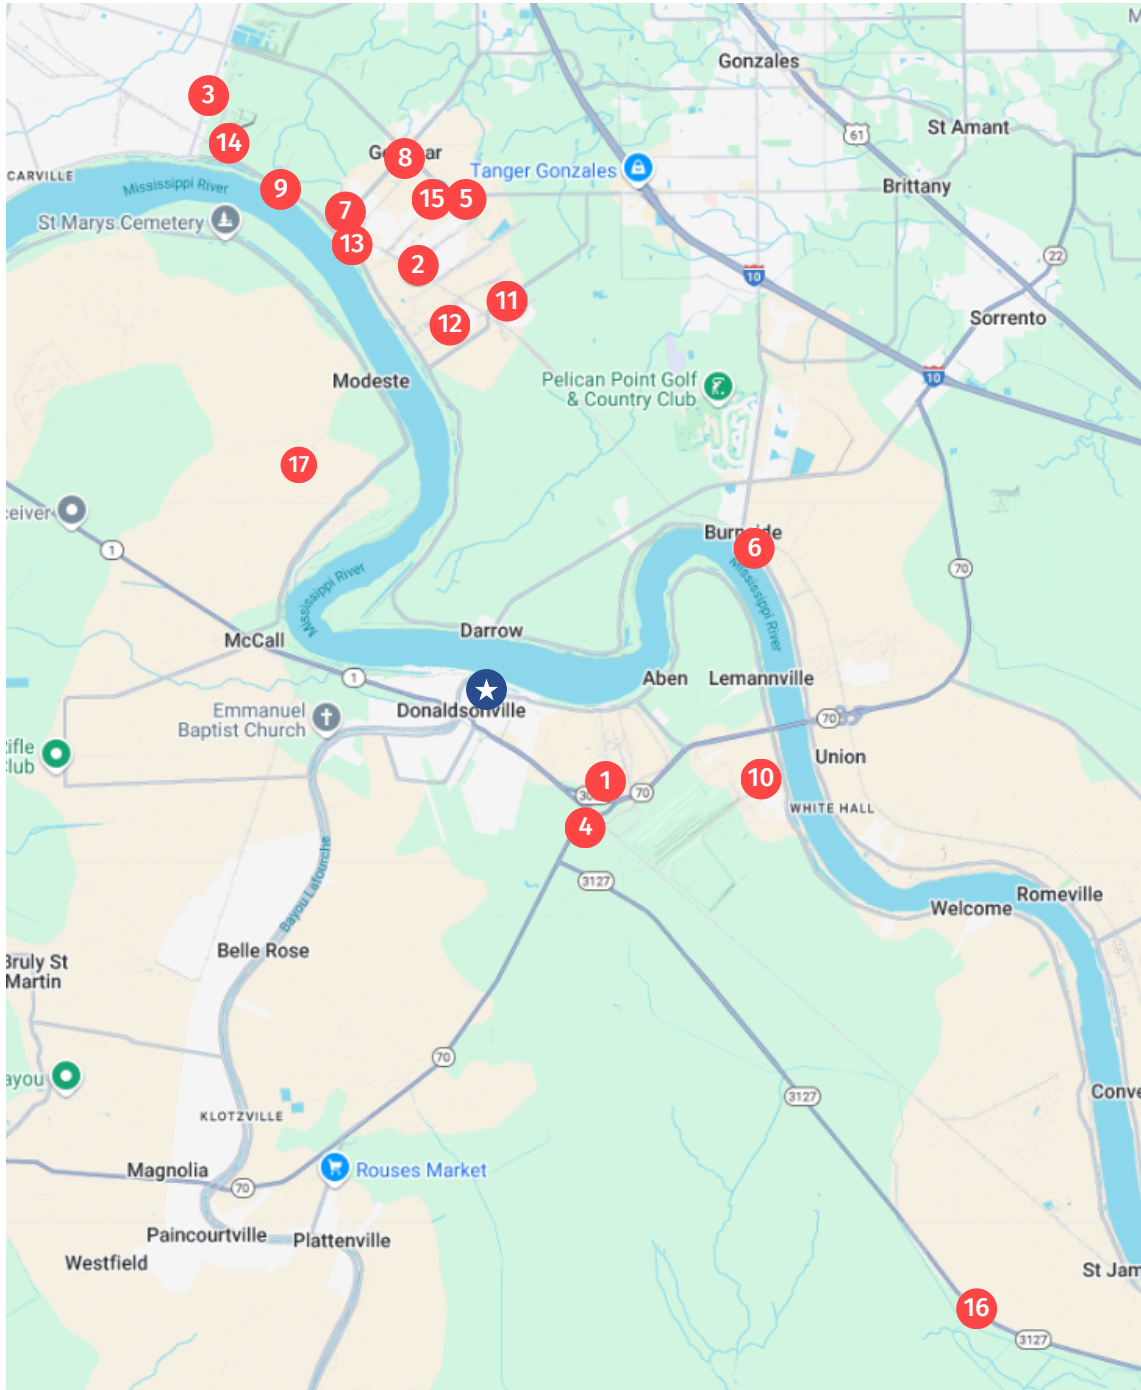 Gonzales
61
St Amant
3
14
8
Tanger Gonzales
CARVILLE
Mississippi River
9
15
5
Brittany
St Marys Cemetery
7
13
2
22
10
11
12
Sorrento
Modeste
Pelican Point Golf
& Country Club
10
17
1
Mississippi River
6
Mississippi River
70
McCall
Darrow
1
Aben
Lemannville
Emmanuel
Baptist Church
Donaldsonville
70
Union
1
70
10
WHITE HALL
4
3127
Bayou Lafourche
Romeville
Welcome
Belle Rose
Bruly St
Martin
70
3127
KLOTZVILLE
Magnolia
70
Rouses Market
Paincourtville
Plattenville
Westfield
16
3127